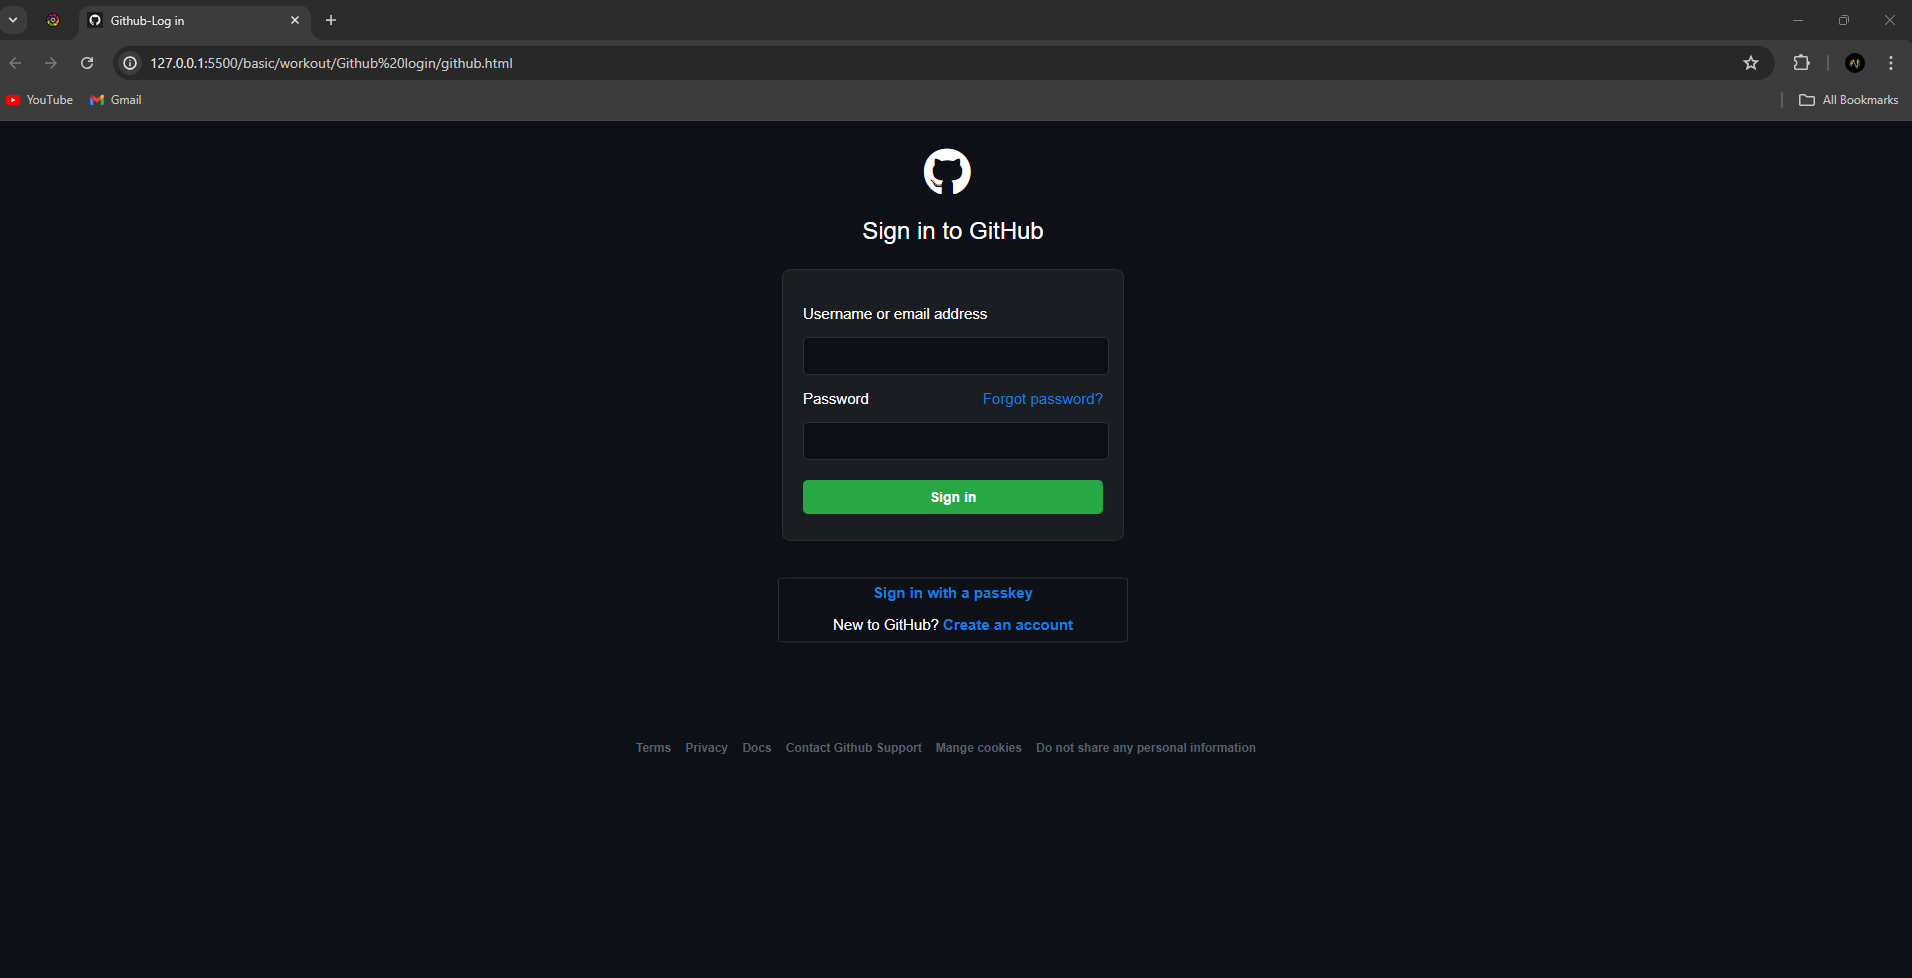 Github-Log in
127.0.0.1:5500/basic/workout/Github%20login/github.html
YouTube Gmail All Bookmarks
Sign in to GitHub
Username or email address
Password Forgot password?
Sign in
Sign in with a passkey
New to GitHub? Create an account
Terms Privacy Docs Contact Github Support Mange cookies Do not share any personal information